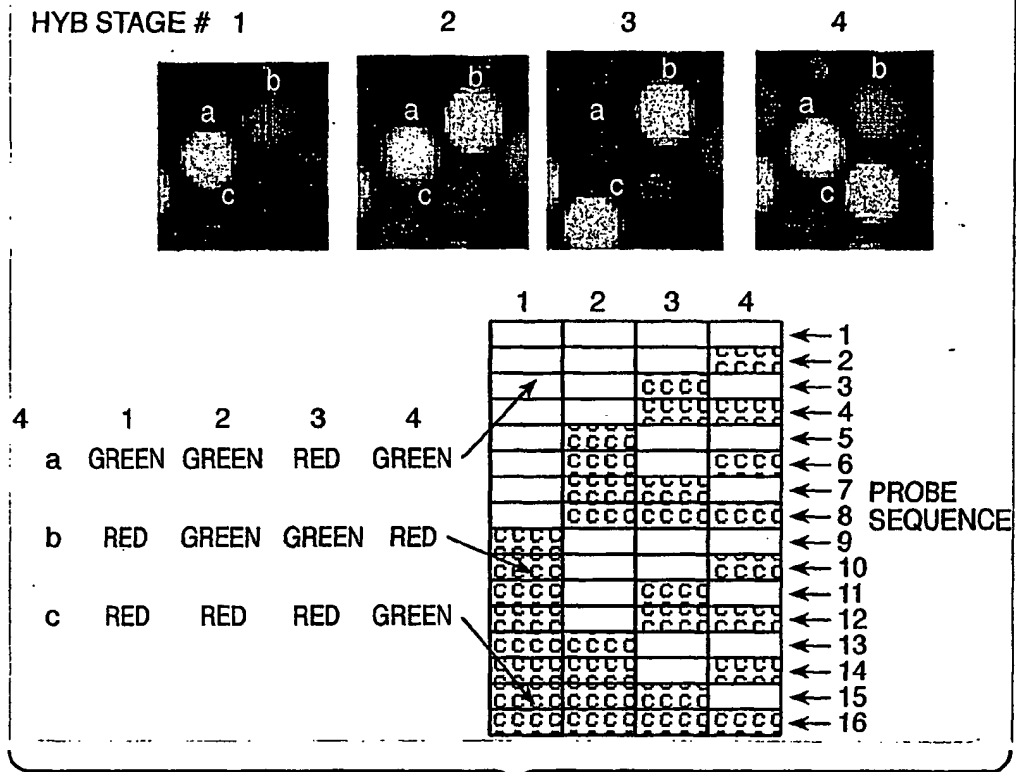 HYB STAGE # 1 2 3 4
b b b b
a a a a
c c c c
1 2 3 4
1
2
3
4 1 2 3 4
4
5
a GREEN GREEN RED GREEN
6
7 PROBE
8 SEQUENCE
b RED GREEN GREEN RED
9
10
11
c RED RED RED GREEN
12
13
14
15
16